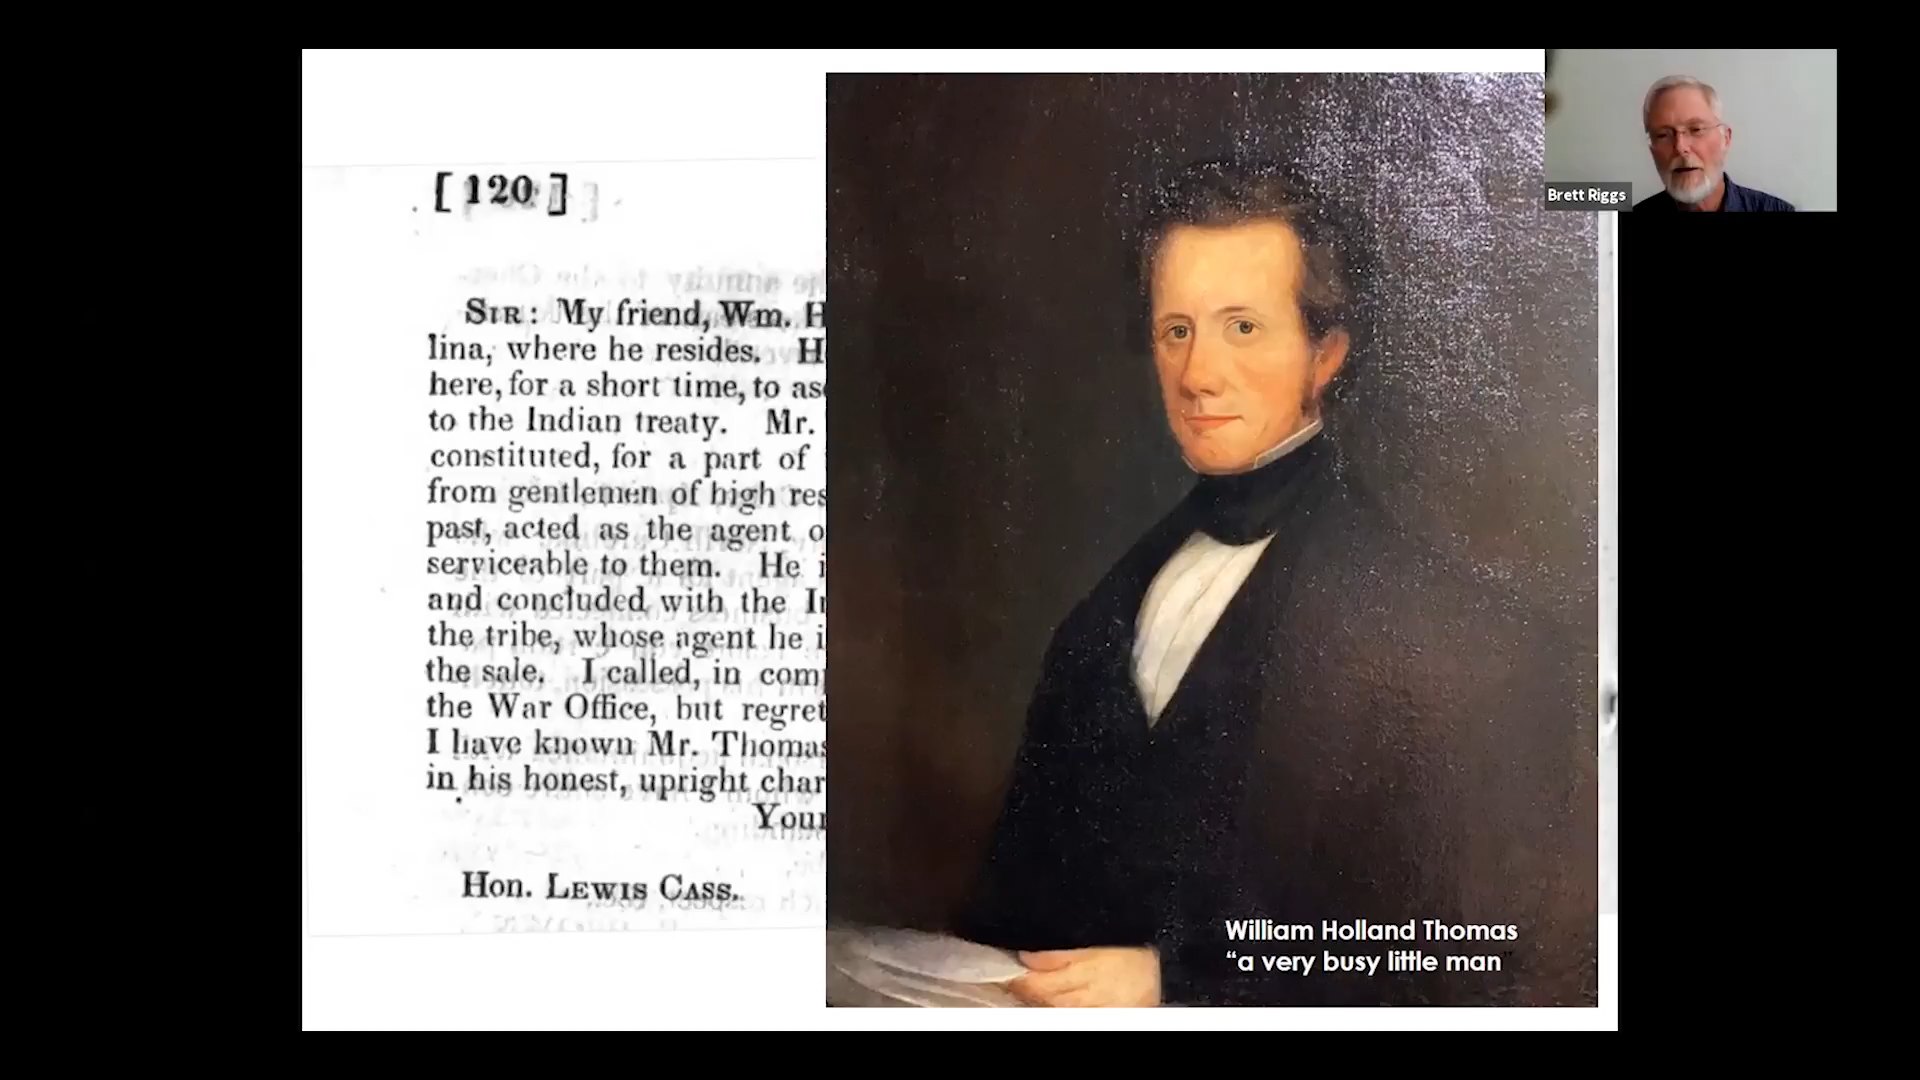 [ 120 ]
SIR: My friend, Wm. H
lina, where he resides. H
here, for a short time, to as
to the Indian treaty. Mr.
constituted, for a part of
from gentlemen of high res
past, acted as the agent o
serviceable to them. He i
and concluded with the I
the tribe, whose agent he i
the sale. I called, in com
the War Office, but regret
I have known Mr. Thomas
in his honest, upright char
Your
Hon. LEWIS CASS.
William Holland Thomas
“a very busy little man”
Brett Riggs